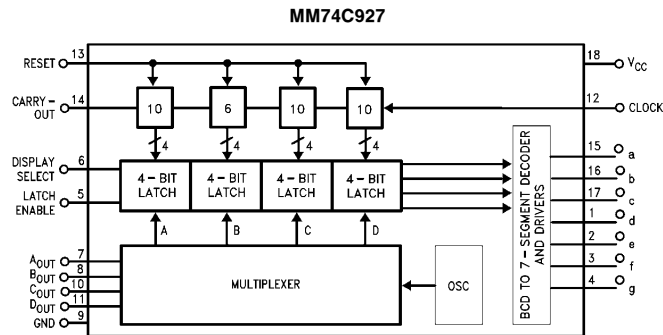 MM74C927
RESET 13
18 VCC
CARRY-
OUT 14
10 6 10 10
12 CLOCK
4 4 4 4
DISPLAY
SELECT 6
LATCH
ENABLE 5
4-BIT
LATCH
4-BIT
LATCH
4-BIT
LATCH
4-BIT
LATCH
A B C D
BCD TO 7-SEGMENT DECODER
AND DRIVERS
15 a
16 b
17 c
1 d
2 e
3 f
4 g
AOUT 7
BOUT 8
COUT 10
DOUT 11
GND 9
MULTIPLEXER
OSC